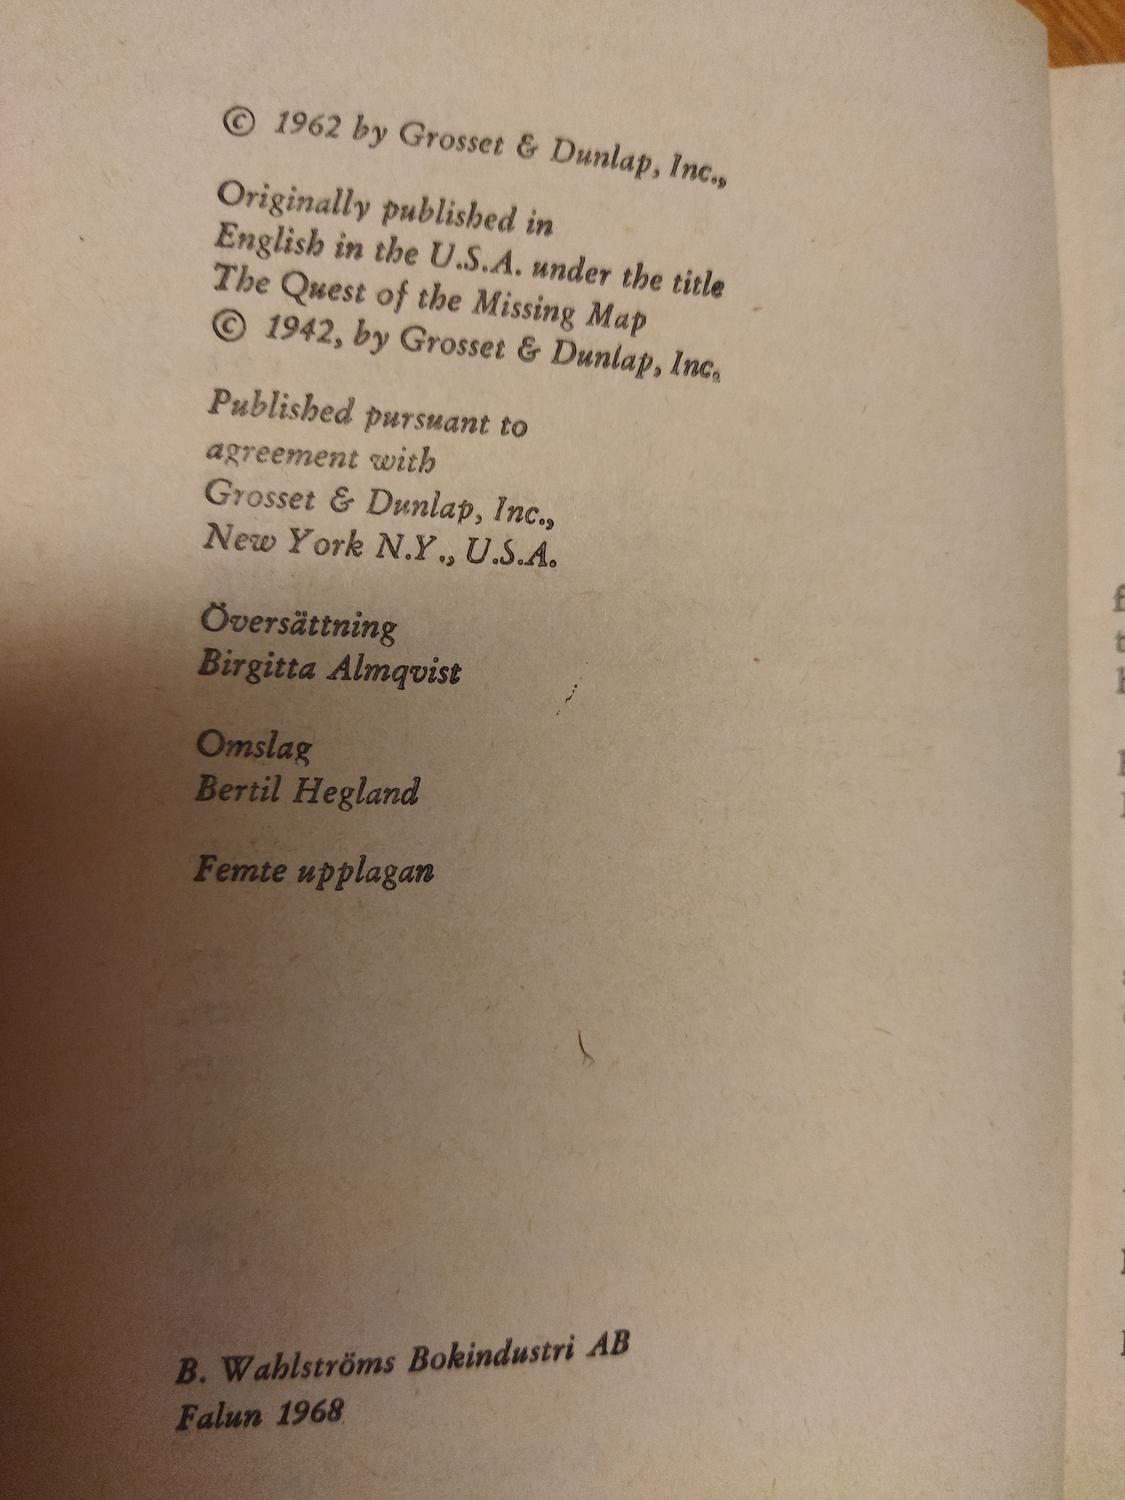 © 1962 by Grosset & Dunlap, Inc.,
Originally published in
English in the U.S.A. under the title
The Quest of the Missing Map
© 1942, by Grosset & Dunlap, Inc.
Published pursuant to
agreement with
Grosset & Dunlap, Inc.,
New York N.Y., U.S.A.
Översättning
Birgitta Almqvist
Omslag
Bertil Hegland
Femte upplagan
B. Wahlströms Bokindustri AB
Falun 1968